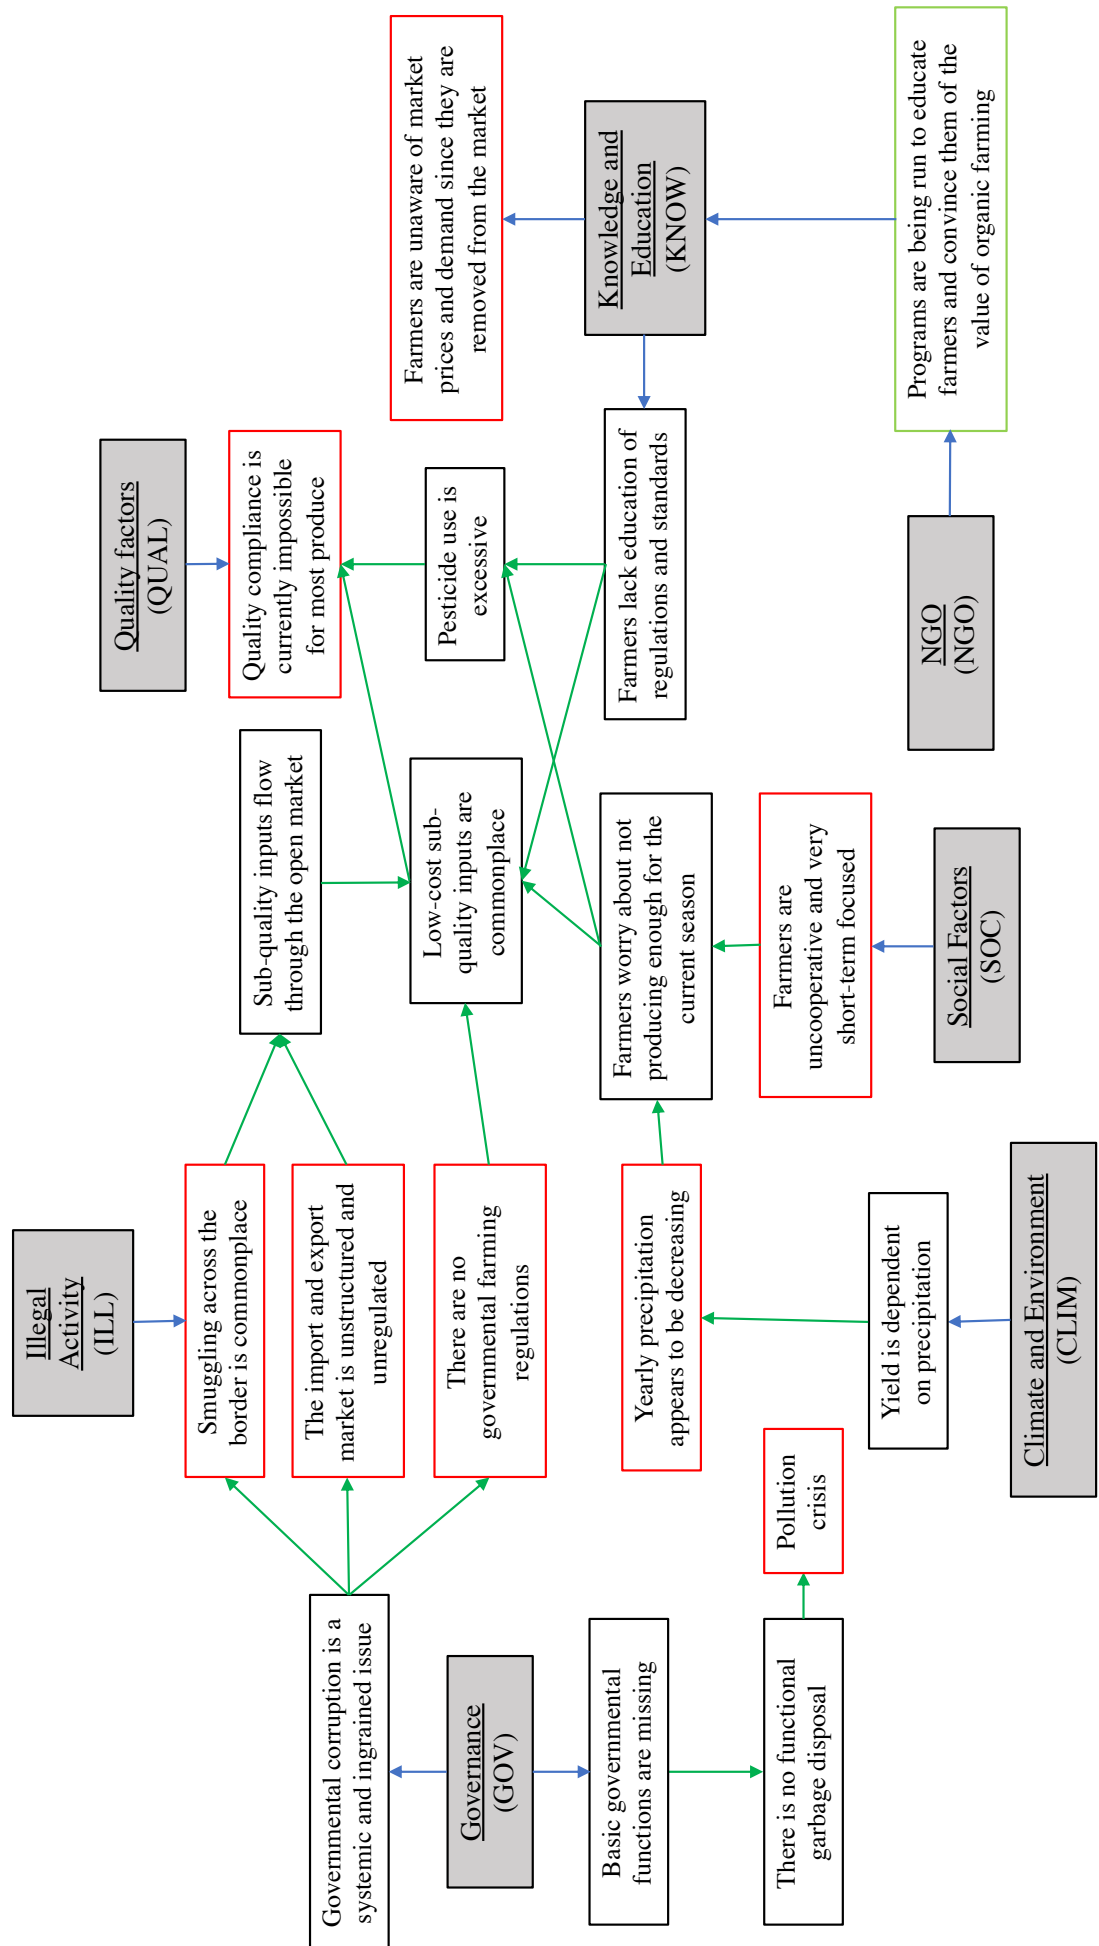 Illegal
Activity
(ILL)
Quality factors
(QUAL)
Smuggling across the
border is commonplace
Sub-quality inputs flow
through the open market
Quality compliance is
currently impossible
for most produce
Farmers are unaware of market
prices and demand since they are
removed from the market
Governmental corruption is a
systemic and ingrained issue
The import and export
market is unstructured and
unregulated
Low-cost sub-
quality inputs are
commonplace
Pesticide use is
excessive
Governance
(GOV)
There are no
governmental farming
regulations
Knowledge and
Education
(KNOW)
Basic governmental
functions are missing
Yearly precipitation
appears to be decreasing
Farmers worry about not
producing enough for the
current season
Farmers lack education of
regulations and standards
There is no functional
garbage disposal
Pollution
crisis
Yield is dependent
on precipitation
Farmers are
uncooperative and very
short-term focused
Programs are being run to educate
farmers and convince them of the
value of organic farming
Climate and Environment
(CLIM)
Social Factors
(SOC)
NGO
(NGO)